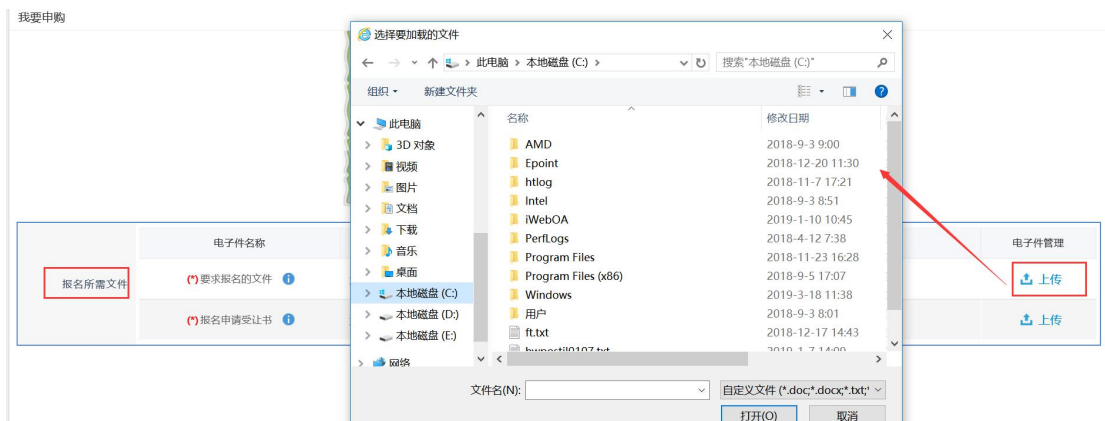 我要申购
选择要加载的文件
此电脑 > 本地磁盘 (C:) >
搜索"本地磁盘 (C:)"
组织 新建文件夹
此电脑
3D 对象
视频
图片
文档
下载
音乐
桌面
本地磁盘 (C:)
本地磁盘 (D:)
本地磁盘 (E:)
网络
名称 修改日期
AMD 2018-9-3 9:00
Epoint 2018-12-20 11:30
htlog 2018-11-7 17:21
Intel 2018-9-3 8:51
iWebOA 2019-1-10 10:45
PerfLogs 2018-4-12 7:38
Program Files 2018-11-23 16:28
Program Files (x86) 2018-9-5 17:07
Windows 2019-3-18 11:38
用户 2018-9-3 8:01
ft.txt 2018-12-17 14:43
文件名(N): 自定义文件 (*.doc;*.docx;*.txt;*
打开(O) 取消
电子件名称 电子件管理
报名所需文件
(*)要求报名的文件 上传
(*)报名申请受让书 上传